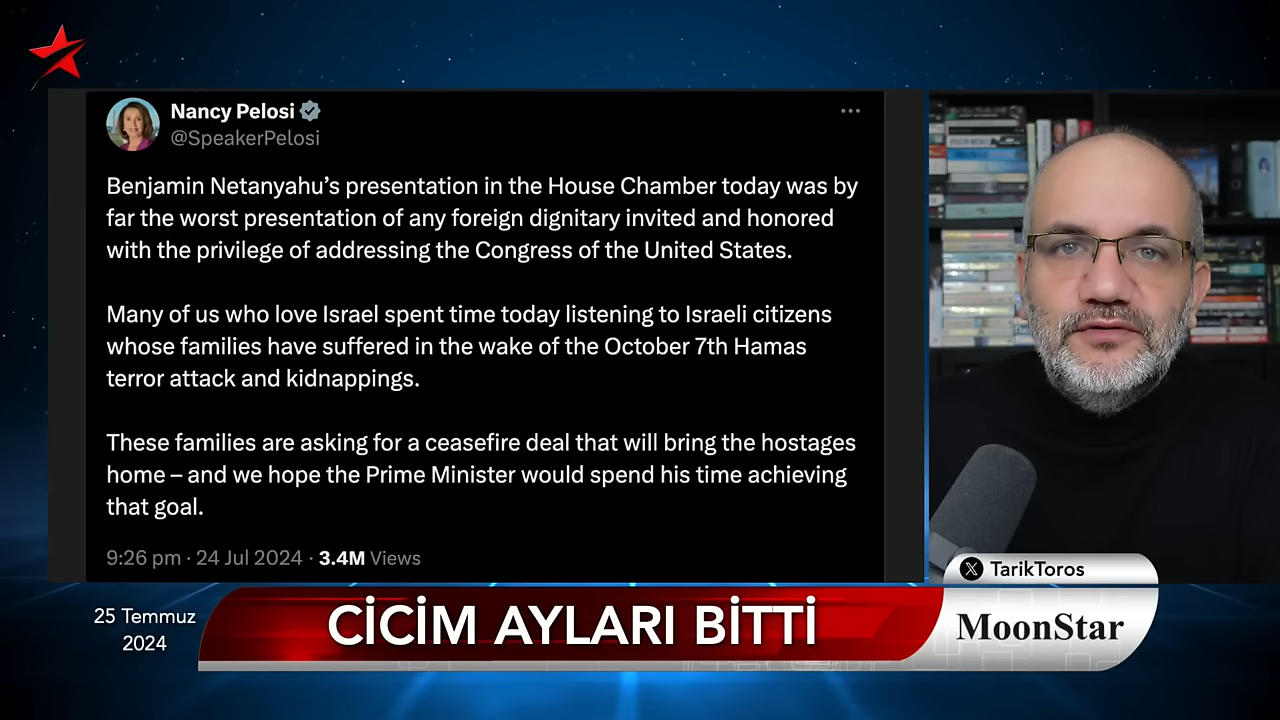 Nancy Pelosi
@SpeakerPelosi
Benjamin Netanyahu’s presentation in the House Chamber today was by
far the worst presentation of any foreign dignitary invited and honored
with the privilege of addressing the Congress of the United States.
Many of us who love Israel spent time today listening to Israeli citizens
whose families have suffered in the wake of the October 7th Hamas
terror attack and kidnappings.
These families are asking for a ceasefire deal that will bring the hostages
home – and we hope the Prime Minister would spend his time achieving
that goal.
9:26 pm · 24 Jul 2024 · 3.4M Views
X TarikToros
25 Temmuz
2024
CİCİM AYLARI BİTTİ
MoonStar